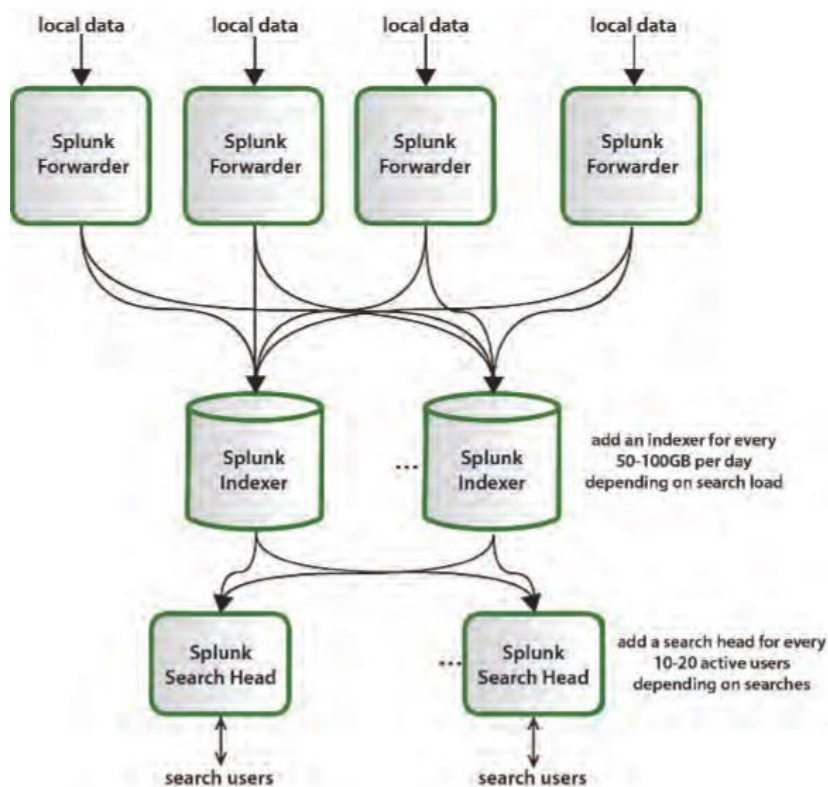 local data
local data
local data
local data
Splunk
Forwarder
Splunk
Forwarder
Splunk
Forwarder
Splunk
Forwarder
Splunk
Indexer
Splunk
Indexer
add an indexer for every
50-100GB per day
depending on search load
Splunk
Search Head
Splunk
Search Head
add a search head for every
10-20 active users
depending on searches
search users
search users